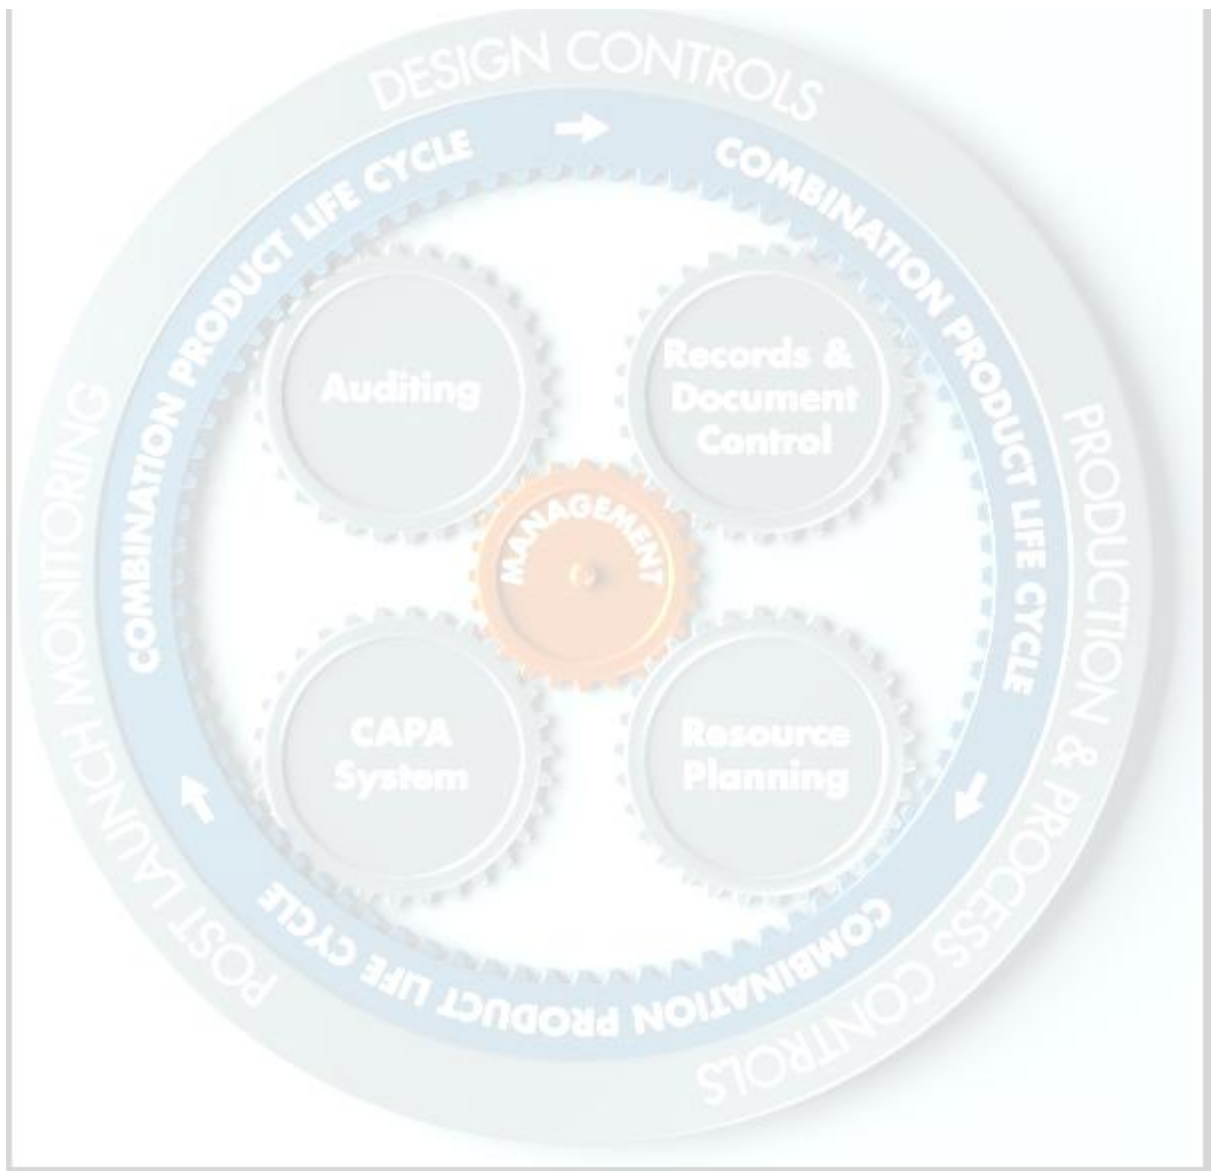 DESIGN CONTROLS
COMBINATION PRODUCT LIFE CYCLE
COMBINATION PRODUCT LIFE CYCLE
Auditing
Records &
Document
Control
MANAGEMENT
CAPA
System
Resource
Planning
PRODUCTION & PROCESS CONTROLS
COMBINATION PRODUCT LIFE CYCLE
POST LAUNCH MONITORING